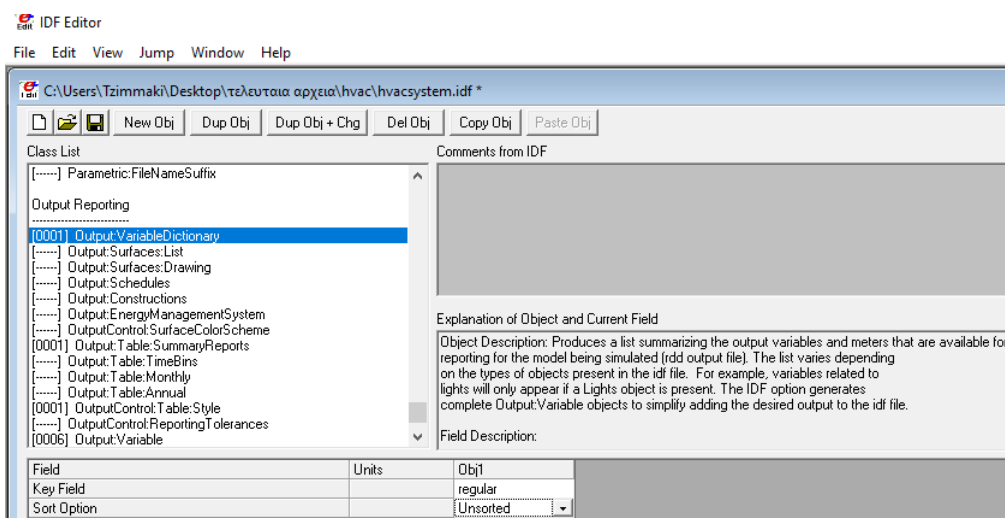 IDF Editor
File Edit View Jump Window Help
C:\Users\Tzimmaki\Desktop\τελευταια αρχεια\hvac\hvacsystem.idf *
New Obj Dup Obj Dup Obj + Chg Del Obj Copy Obj Paste Obj
Class List
Comments from IDF
[------] Parametric:FileNameSuffix
Output Reporting
----------------------------
[0001] Output:VariableDictionary
[------] Output:Surfaces:List
[------] Output:Surfaces:Drawing
[------] Output:Schedules
[------] Output:Constructions
[------] Output:EnergyManagementSystem
[------] OutputControl:SurfaceColorScheme
[0001] Output:Table:SummaryReports
[------] Output:Table:TimeBins
[------] Output:Table:Monthly
[------] Output:Table:Annual
[0001] OutputControl:Table:Style
[------] OutputControl:ReportingTolerances
[0006] Output:Variable
Explanation of Object and Current Field
Object Description: Produces a list summarizing the output variables and meters that are available fo
reporting for the model being simulated (rdd output file). The list varies depending
on the types of objects present in the idf file. For example, variables related to
lights will only appear if a Lights object is present. The IDF option generates
complete Output:Variable objects to simplify adding the desired output to the idf file.
Field Description:
Field Units Obj1
Key Field regular
Sort Option Unsorted